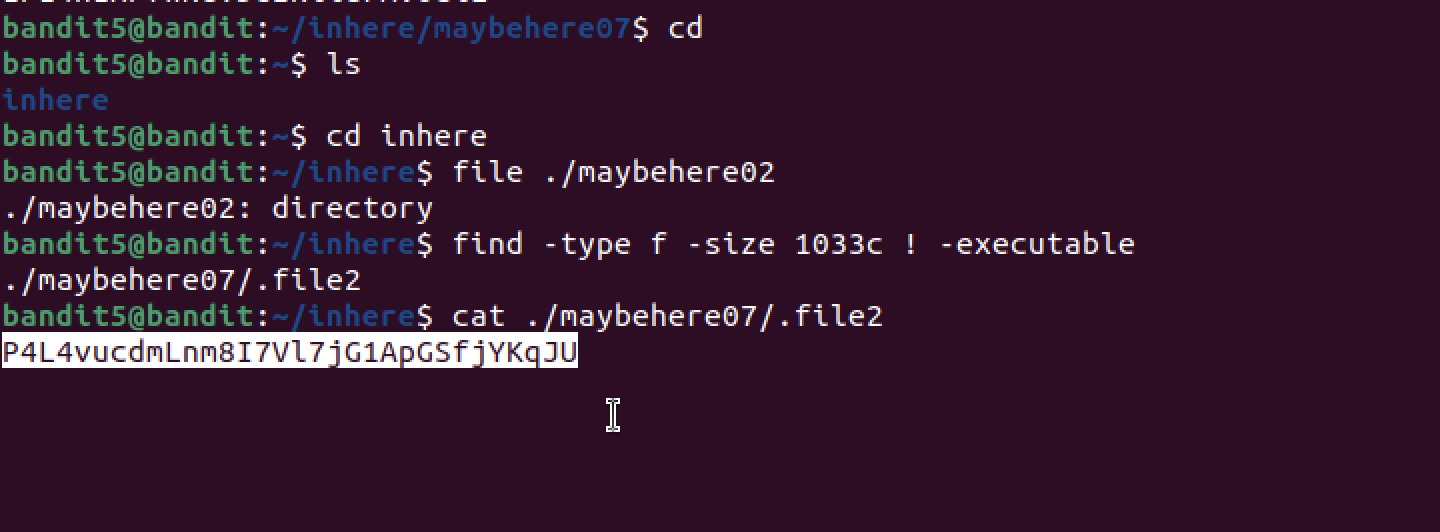 bandit5@bandit:~/inhere/maybehere07$ cd
bandit5@bandit:~$ ls
inhere
bandit5@bandit:~$ cd inhere
bandit5@bandit:~/inhere$ file ./maybehere02
./maybehere02: directory
bandit5@bandit:~/inhere$ find -type f -size 1033c ! -executable
./maybehere07/.file2
bandit5@bandit:~/inhere$ cat ./maybehere07/.file2
P4L4vucdmLnm8I7Vl7jG1ApGSfjYKqJU